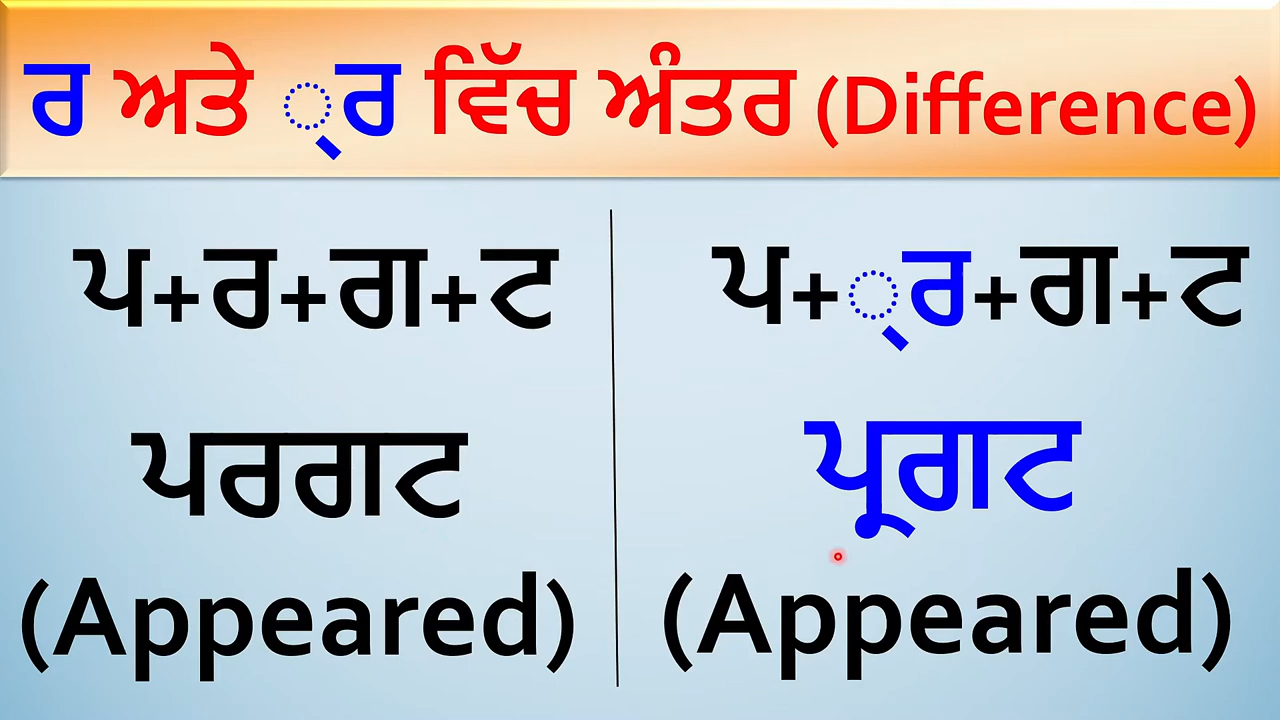 ਰ ਅਤੇ ੍ਰ ਵਿੱਚ ਅੰਤਰ (Difference)
ਪ+ਰ+ਗ+ਟ
ਪਰਗਟ
(Appeared)
ਪ+੍ਰ+ਗ+ਟ
ਪ੍ਰਗਟ
(Appeared)